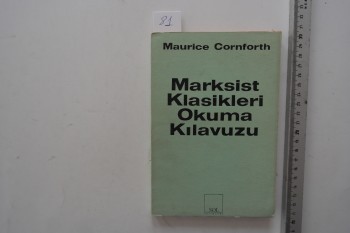 81
Maurice Cornforth
Marksist
Klasikleri
Okuma
Kılavuzu